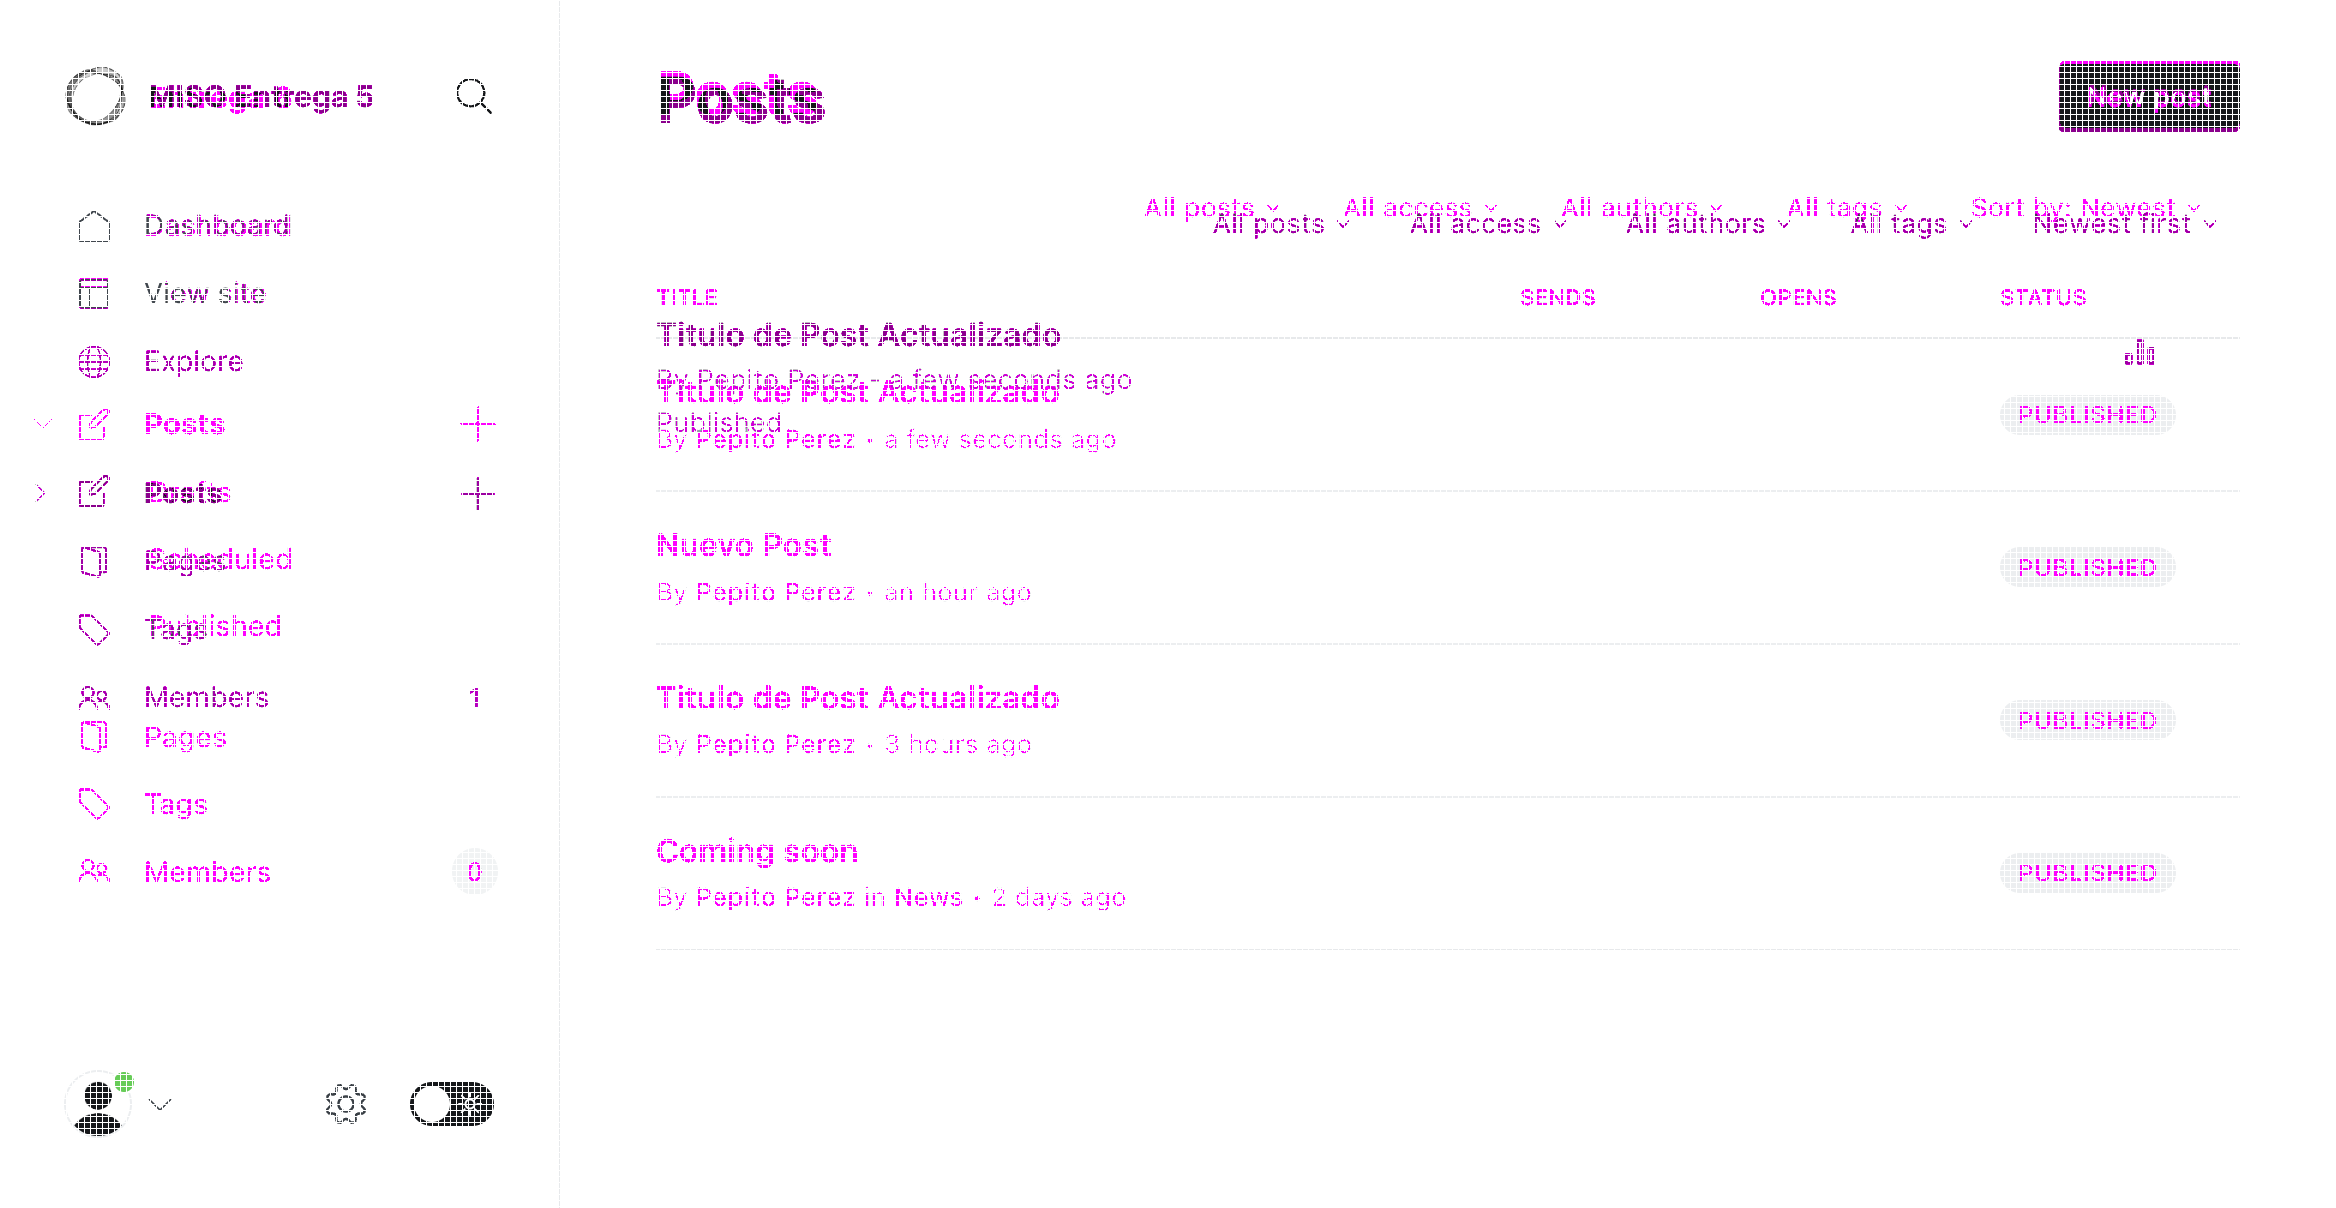 MISO Entrega 5
Dashboard
View site
Explore
Posts
Posts
Pages Scheduled
Tags Published
Members 1
Pages
Tags
Members 0
Posts
New post
All posts All access All authors All tags Sort by: Newest
All posts All access All authors All tags Newest first
TITLE SENDS OPENS STATUS
Titulo de Post Actualizado
By Pepito Perez - a few seconds ago
Titulo de Post Actualizado
Published
By Pepito Perez · a few seconds ago
PUBLISHED
Nuevo Post
By Pepito Perez · an hour ago
PUBLISHED
Titulo de Post Actualizado
By Pepito Perez · 3 hours ago
PUBLISHED
Coming soon
By Pepito Perez in News · 2 days ago
PUBLISHED